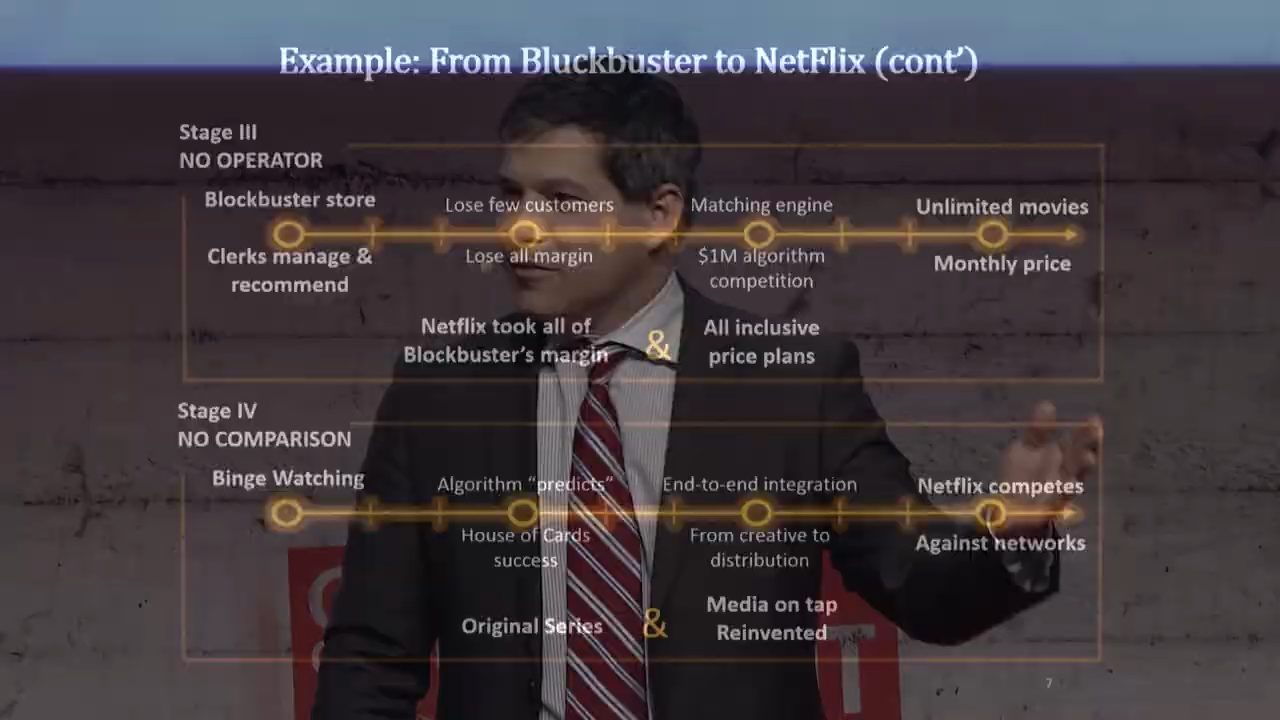 Example: From Bluckbuster to NetFlix (cont’)
Stage III
NO OPERATOR
Blockbuster store
Clerks manage &
recommend
Lose few customers
Lose all margin
Matching engine
$1M algorithm
competition
Unlimited movies
Monthly price
Netflix took all of
Blockbuster’s margin
&
All inclusive
price plans
Stage IV
NO COMPARISON
Binge Watching
Algorithm “predicts”
House of Cards
success
End-to-end integration
From creative to
distribution
Netflix competes
Against networks
Original Series
&
Media on tap
Reinvented
7